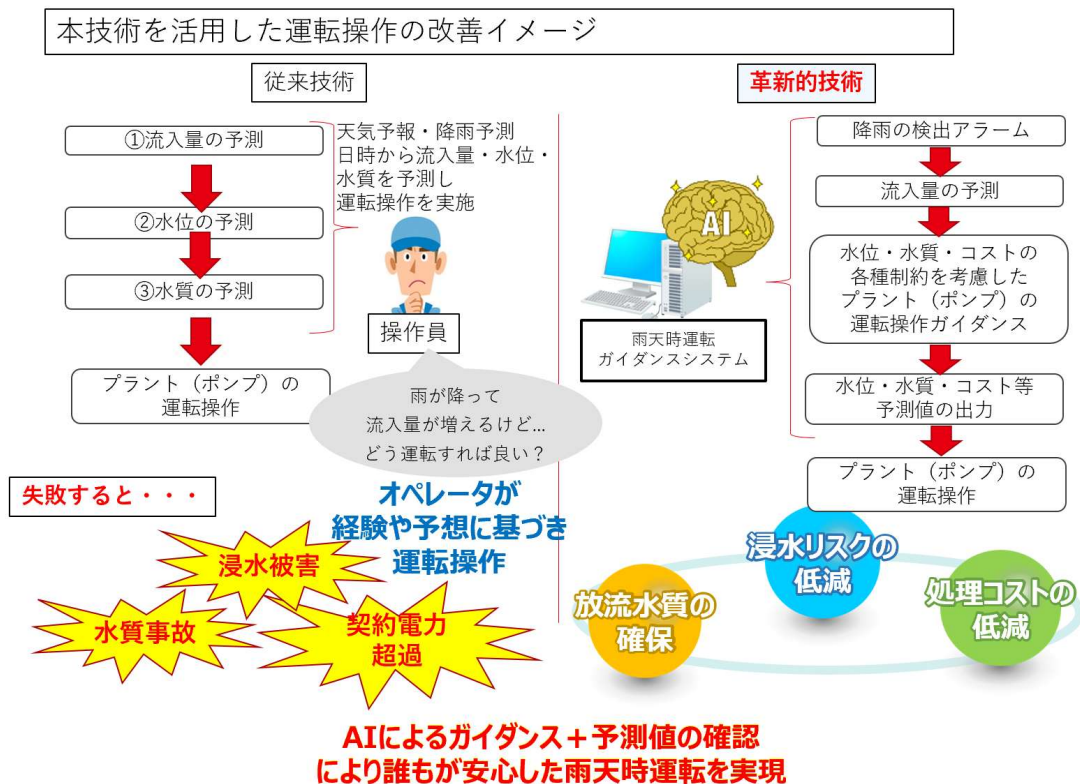 本技術を活用した運転操作の改善イメージ
従来技術
①流入量の予測
②水位の予測
③水質の予測
プラント（ポンプ）の
運転操作
天気予報・降雨予測
日時から流入量・水位・
水質を予測し
運転操作を実施
操作員
雨が降って
流入量が増えるけど…
どう運転すれば良い？
オペレータが
経験や予想に基づき
運転操作
失敗すると・・・
浸水被害
水質事故
契約電力
超過
革新的技術
AI
雨天時運転
ガイダンスシステム
降雨の検出アラーム
流入量の予測
水位・水質・コストの
各種制約を考慮した
プラント（ポンプ）の
運転操作ガイダンス
水位・水質・コスト等
予測値の出力
プラント（ポンプ）の
運転操作
浸水リスクの
低減
放流水質の
確保
処理コストの
低減
AIによるガイダンス＋予測値の確認
により誰もが安心した雨天時運転を実現